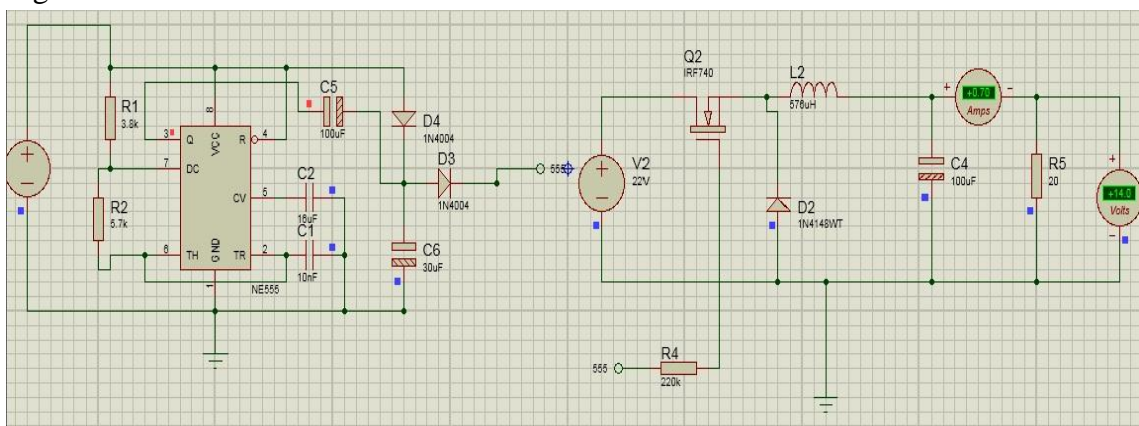 R1
3.8k
R2
5.7k
3
7
6
8
4
5
2
1
Q
DC
TH
VCC
GND
R
CV
TR
NE555
C5
100uF
D4
1N4004
D3
1N4004
C2
16uF
C1
10nF
C6
30uF
555
V2
22V
Q2
IRF740
L2
576uH
D2
1N4148WT
+0.70
Amps
C4
100uF
R5
20
+14.0
Volts
555
R4
220k